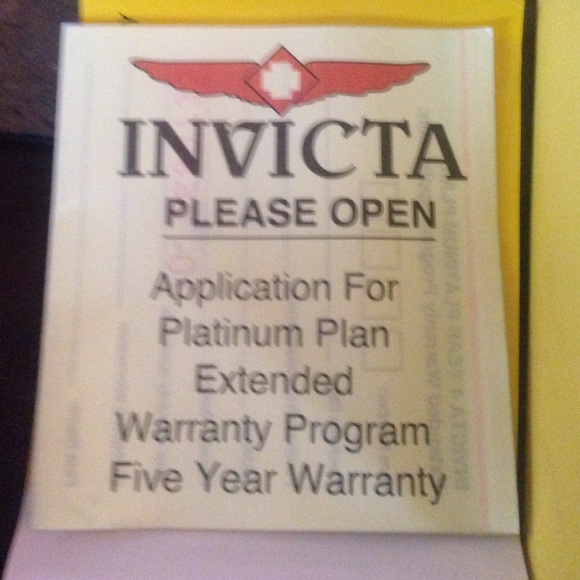 INVICTA
PLEASE OPEN
Application For
Platinum Plan
Extended
Warranty Program
Five Year Warranty